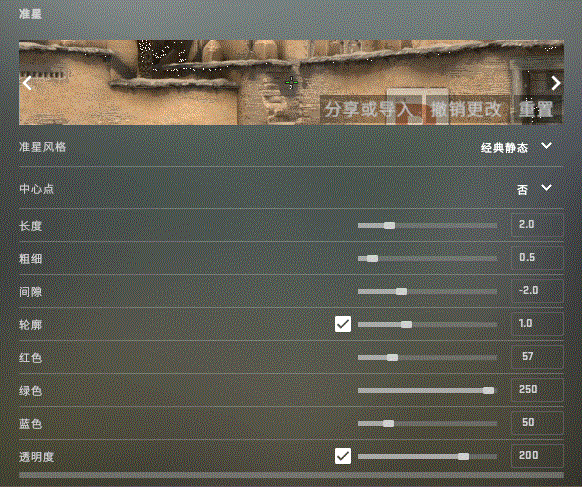 准星
分享或导入 撤销更改 重置
准星风格 经典静态
中心点 否
长度 2.0
粗细 0.5
间隙 -2.0
轮廓 1.0
红色 57
绿色 250
蓝色 50
透明度 200